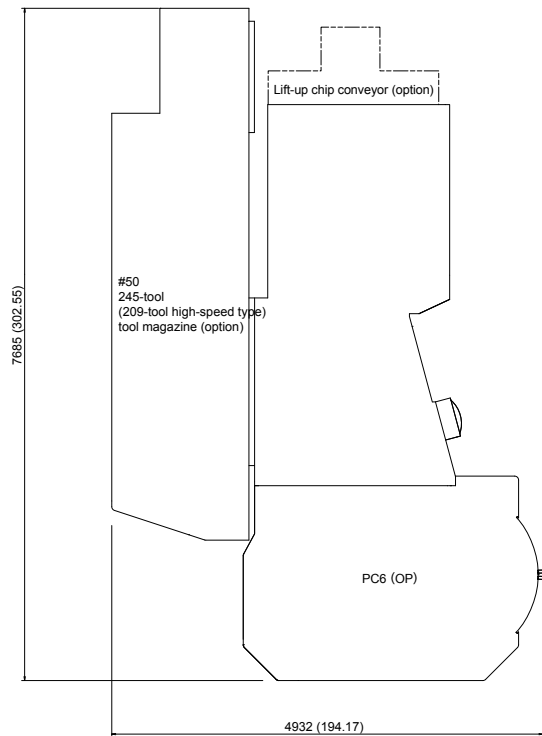 Lift-up chip conveyor (option)
#50
245-tool
(209-tool high-speed type)
tool magazine (option)
7685 (302.55)
PC6 (OP)
4932 (194.17)